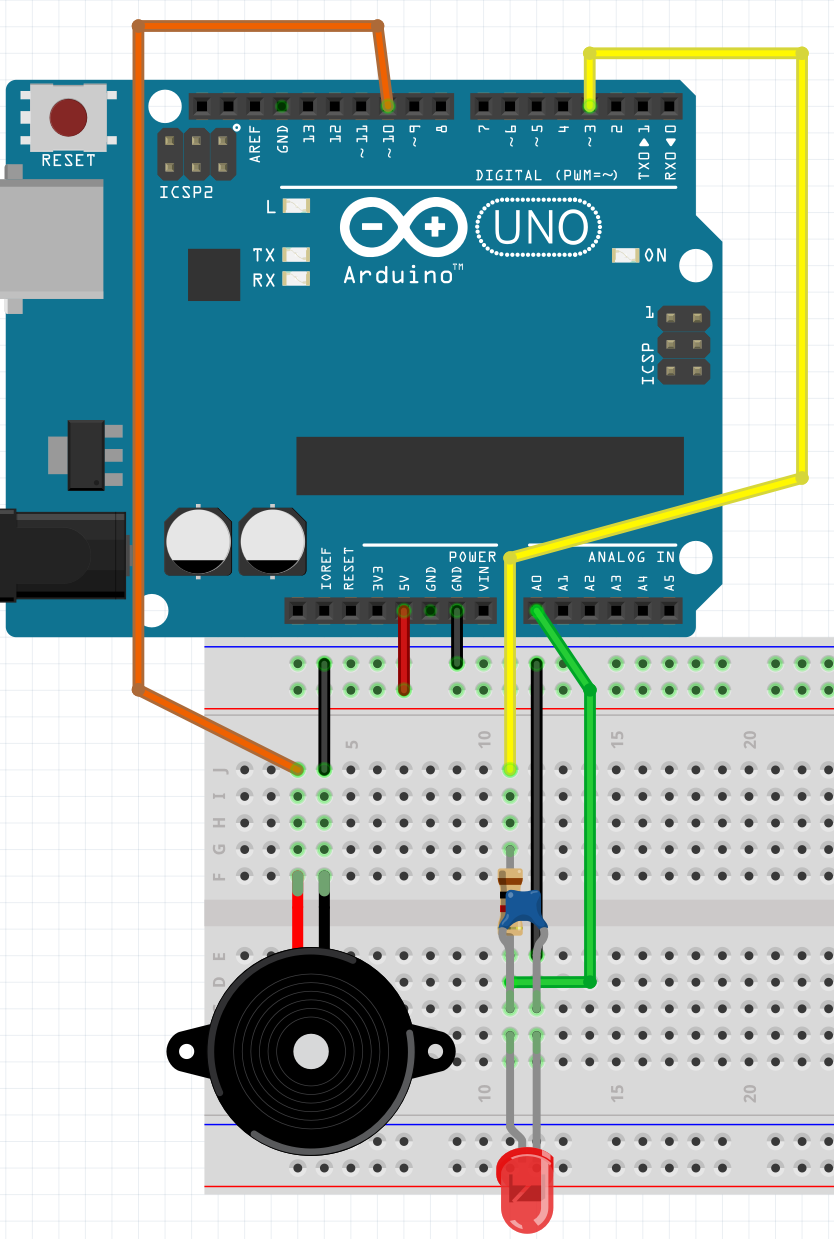 RESET
ICSP2
AREF
GND
13
12
~11
~10
~9
8
7
~6
~5
4
~3
2
TX0▶1
RX0◀0
DIGITAL (PWM=~)
L
TX
RX
Arduino™
UNO
ON
1
ICSP
IOREF
RESET
3V3
5V
GND
GND
VIN
POWER
A0
A1
A2
A3
A4
A5
ANALOG IN
5
10
15
20
J
I
H
G
F
E
D
10
15
20